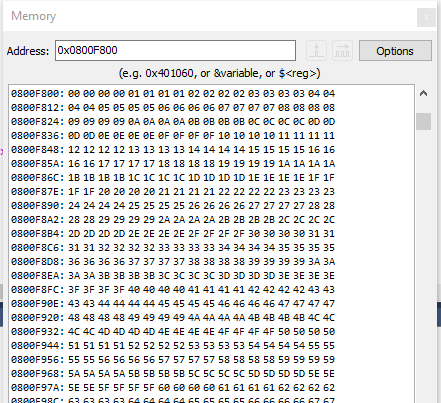 Memory
Address: 0x0800F800 Options
(e.g. 0x401060, or &variable, or $<reg>)
0800F800: 00 00 00 00 01 01 01 01 02 02 02 02 03 03 03 03 04 04
0800F812: 04 04 05 05 05 05 06 06 06 06 07 07 07 07 08 08 08 08
0800F824: 09 09 09 09 0A 0A 0A 0A 0B 0B 0B 0B 0C 0C 0C 0C 0D 0D
0800F836: 0D 0D 0E 0E 0E 0E 0F 0F 0F 0F 10 10 10 10 11 11 11 11
0800F848: 12 12 12 12 13 13 13 13 14 14 14 14 15 15 15 15 16 16
0800F85A: 16 16 17 17 17 17 18 18 18 18 19 19 19 19 1A 1A 1A 1A
0800F86C: 1B 1B 1B 1B 1C 1C 1C 1C 1D 1D 1D 1D 1E 1E 1E 1E 1F 1F
0800F87E: 1F 1F 20 20 20 20 21 21 21 21 22 22 22 22 23 23 23 23
0800F890: 24 24 24 24 25 25 25 25 26 26 26 26 27 27 27 27 28 28
0800F8A2: 28 28 29 29 29 29 2A 2A 2A 2A 2B 2B 2B 2B 2C 2C 2C 2C
0800F8B4: 2D 2D 2D 2D 2E 2E 2E 2E 2F 2F 2F 2F 30 30 30 30 31 31
0800F8C6: 31 31 32 32 32 32 33 33 33 33 34 34 34 34 35 35 35 35
0800F8D8: 36 36 36 36 37 37 37 37 38 38 38 38 39 39 39 39 3A 3A
0800F8EA: 3A 3A 3B 3B 3B 3B 3C 3C 3C 3C 3D 3D 3D 3D 3E 3E 3E 3E
0800F8FC: 3F 3F 3F 3F 40 40 40 40 41 41 41 41 42 42 42 42 43 43
0800F90E: 43 43 44 44 44 44 45 45 45 45 46 46 46 46 47 47 47 47
0800F920: 48 48 48 48 49 49 49 49 4A 4A 4A 4A 4B 4B 4B 4B 4C 4C
0800F932: 4C 4C 4D 4D 4D 4D 4E 4E 4E 4E 4F 4F 4F 4F 50 50 50 50
0800F944: 51 51 51 51 52 52 52 52 53 53 53 53 54 54 54 54 55 55
0800F956: 55 55 56 56 56 56 57 57 57 57 58 58 58 58 59 59 59 59
0800F968: 5A 5A 5A 5A 5B 5B 5B 5B 5C 5C 5C 5C 5D 5D 5D 5D 5E 5E
0800F97A: 5E 5E 5F 5F 5F 5F 60 60 60 60 61 61 61 61 62 62 62 62
0800F98C: 63 63 63 63 64 64 64 64 65 65 65 65 66 66 66 66 67 67